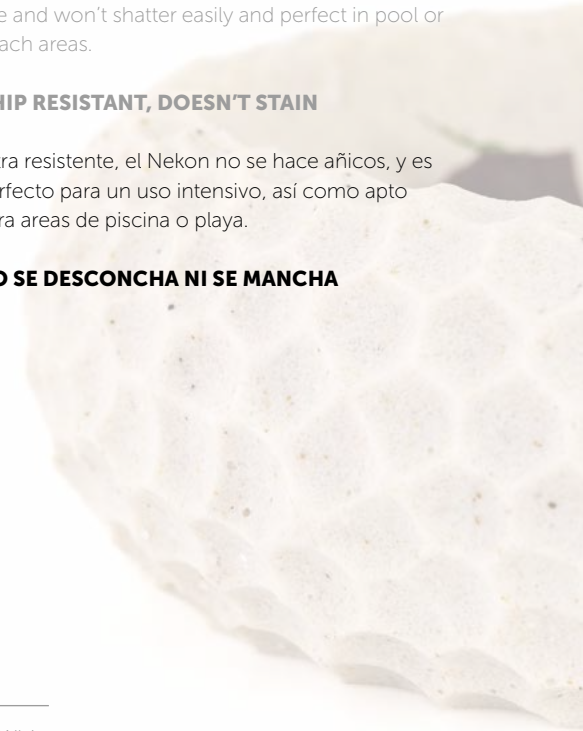 e and won't shatter easily and perfect in pool or
ach areas.
HIP RESISTANT, DOESN'T STAIN
tra resistente, el Nekon no se hace añicos, y es
rfecto para un uso intensivo, así como apto
ra areas de piscina o playa.
O SE DESCONCHA NI SE MANCHA